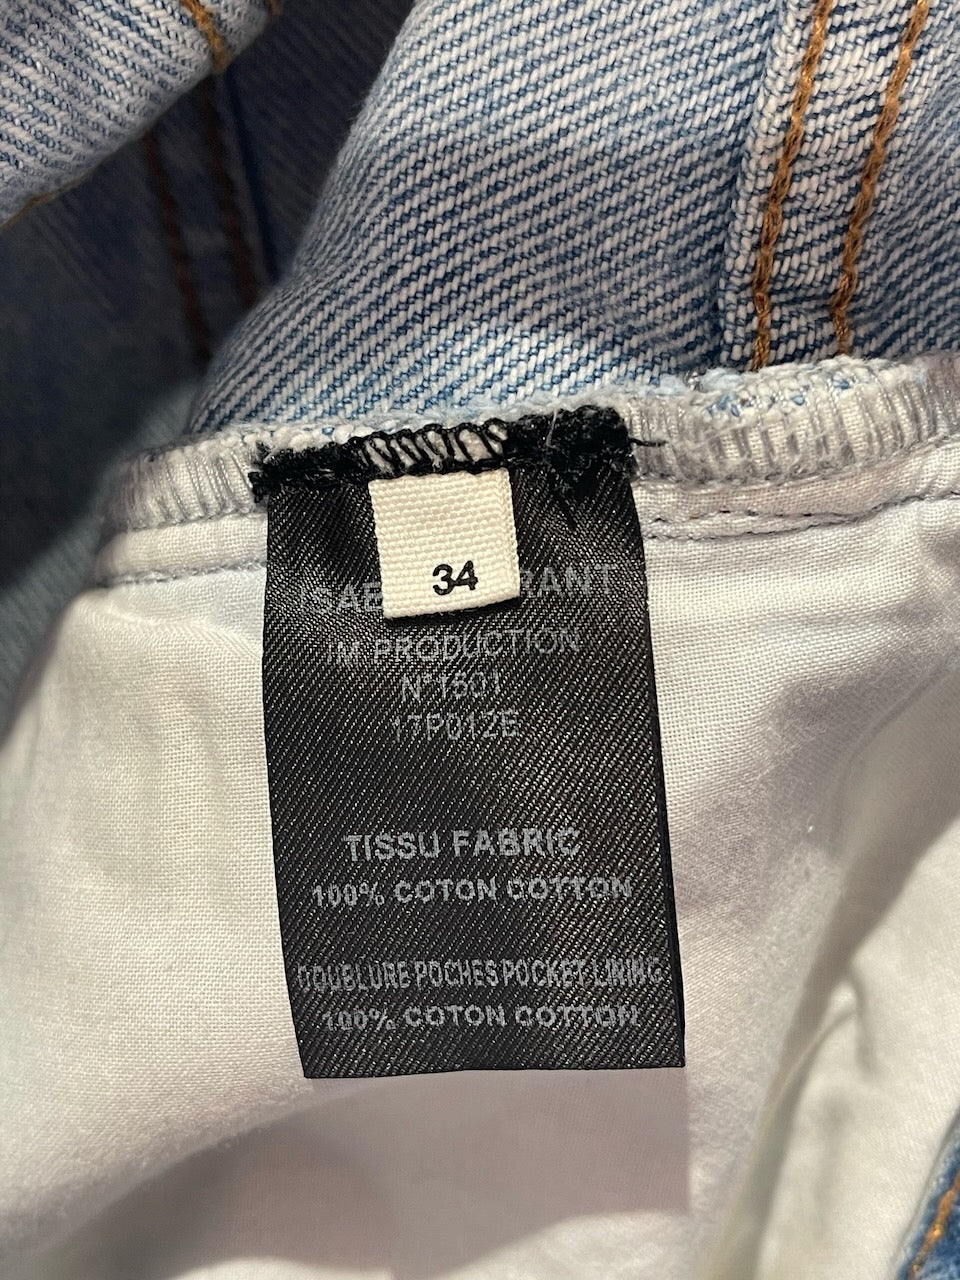 34
IM PRODUCTION
N°1501
17P012E
TISSU FABRIC
100% COTON COTTON
DOUBLURE POCHES POCKET LINING
100% COTON COTTON